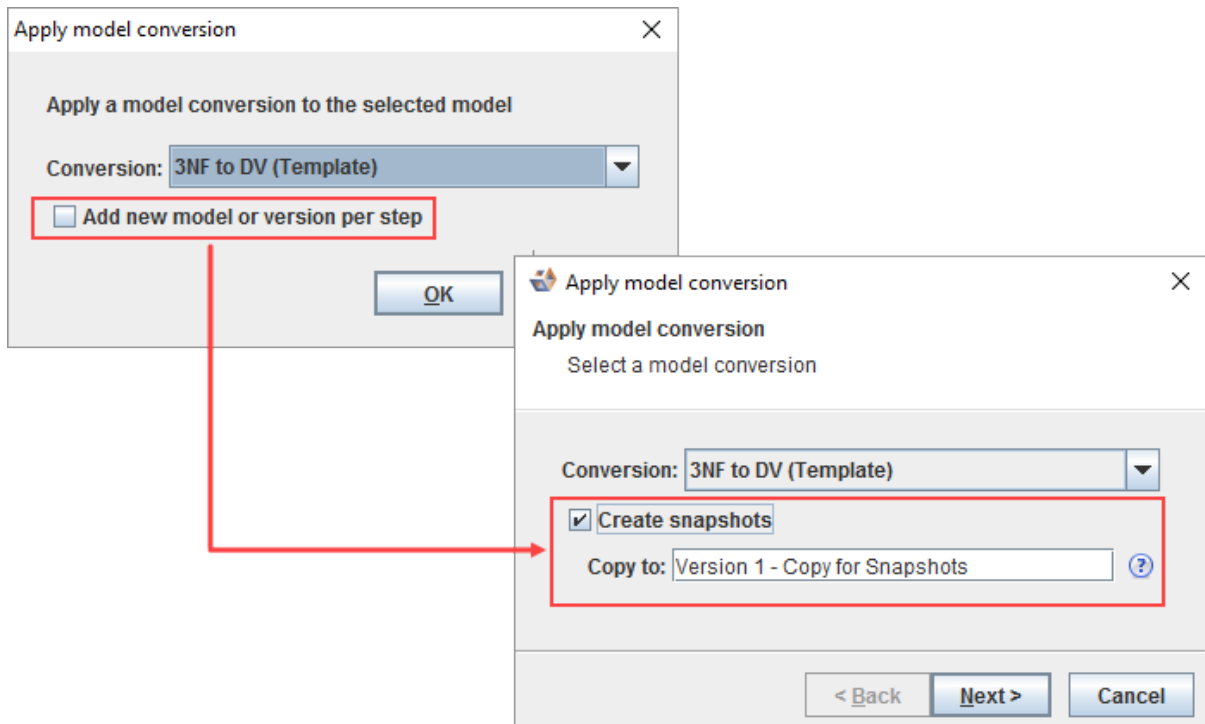 Apply model conversion
Apply a model conversion to the selected model
Conversion: 3NF to DV (Template)
Add new model or version per step
OK
Apply model conversion
Apply model conversion
Select a model conversion
Conversion: 3NF to DV (Template)
Create snapshots
Copy to: Version 1 - Copy for Snapshots
?
< Back Next > Cancel